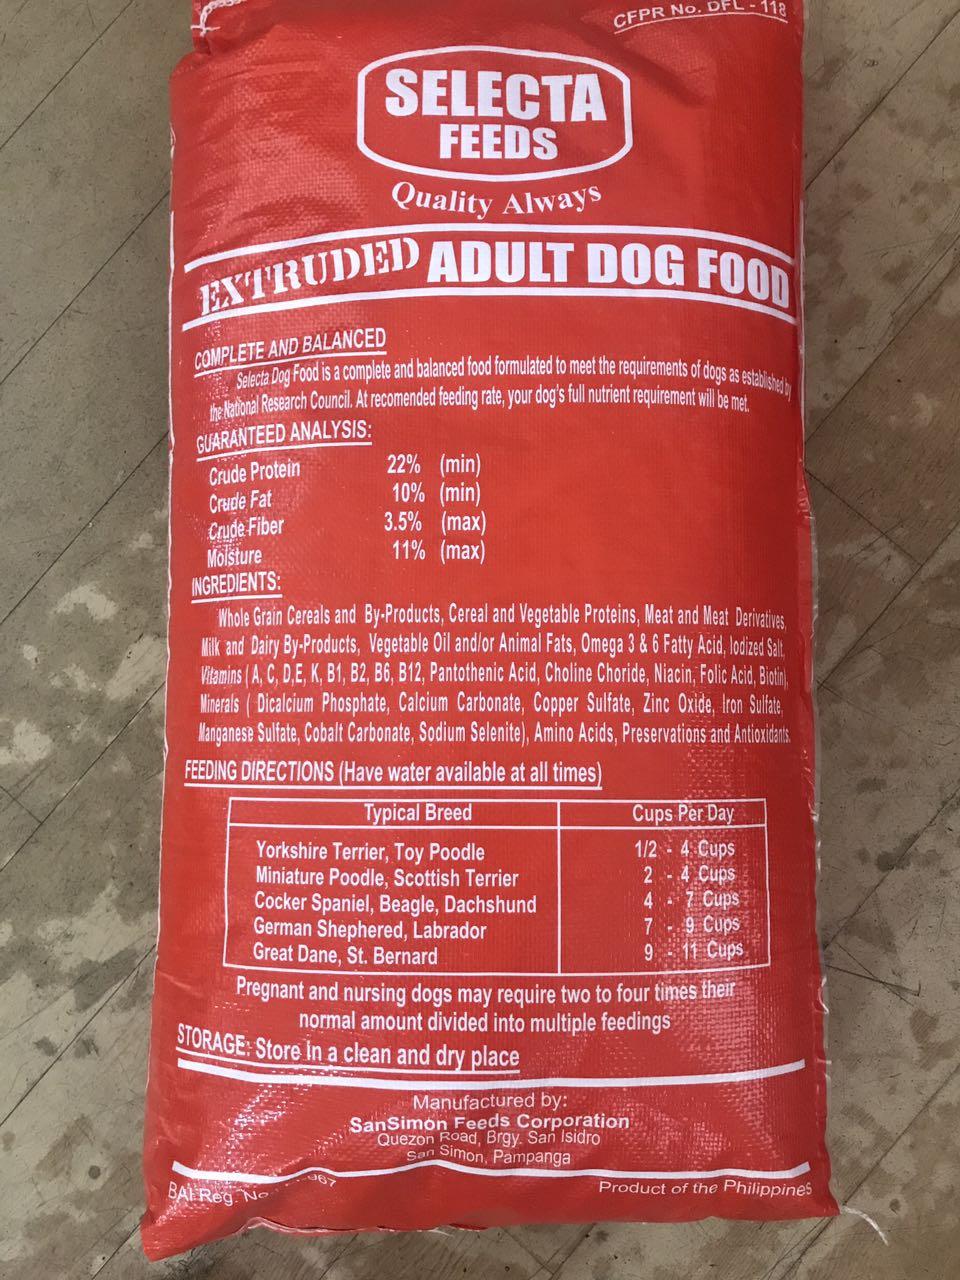 CFPR No. DFL - 118
SELECTA
FEEDS
Quality Always
EXTRUDED ADULT DOG FOOD
COMPLETE AND BALANCED
Selecta Dog Food is a complete and balanced food formulated to meet the requirements of dogs as established by
the National Research Council. At recomended feeding rate, your dog's full nutrient requirement will be met.
GUARANTEED ANALYSIS:
Crude Protein 22% (min)
Crude Fat 10% (min)
Crude Fiber 3.5% (max)
Moisture 11% (max)
INGREDIENTS:
Whole Grain Cereals and By-Products, Cereal and Vegetable Proteins, Meat and Meat Derivatives,
Milk and Dairy By-Products, Vegetable Oil and/or Animal Fats, Omega 3 & 6 Fatty Acid, Iodized Salt,
Vitamins ( A, C, D,E, K, B1, B2, B6, B12, Pantothenic Acid, Choline Choride, Niacin, Folic Acid, Biotin),
Minerals ( Dicalcium Phosphate, Calcium Carbonate, Copper Sulfate, Zinc Oxide, Iron Sulfate,
Manganese Sulfate, Cobalt Carbonate, Sodium Selenite), Amino Acids, Preservations and Antioxidants.
FEEDING DIRECTIONS (Have water available at all times)
Typical Breed Cups Per Day
Yorkshire Terrier, Toy Poodle 1/2 - 4 Cups
Miniature Poodle, Scottish Terrier 2 - 4 Cups
Cocker Spaniel, Beagle, Dachshund 4 - 7 Cups
German Shephered, Labrador 7 - 9 Cups
Great Dane, St. Bernard 9 - 11 Cups
Pregnant and nursing dogs may require two to four times their
normal amount divided into multiple feedings
STORAGE: Store in a clean and dry place
Manufactured by:
SanSimon Feeds Corporation
Quezon Road, Brgy. San Isidro
San Simon, Pampanga
BAI Reg. No
Product of the Philippines